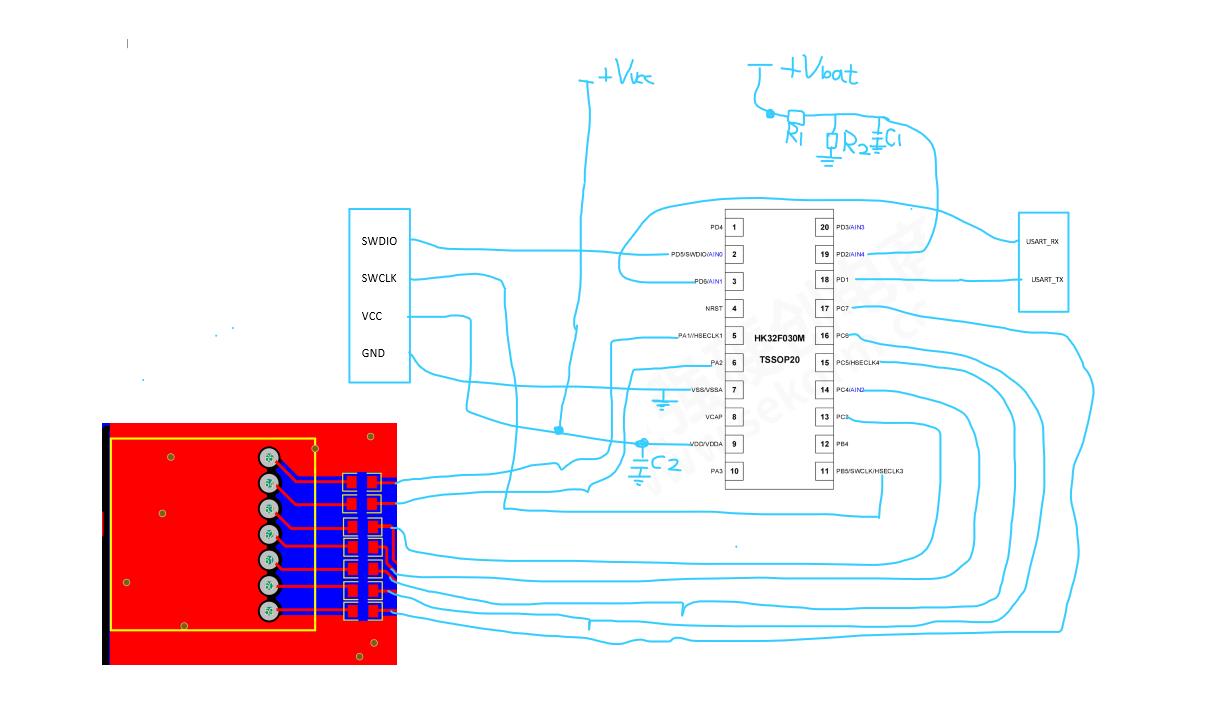 +Vvcc
+Vbat
R1
R2
C1
SWDIO
SWCLK
VCC
GND
PD4 1
PD5/SWDIO/AIN0 2
PD6/AIN1 3
NRST 4
PA1//HSECLK1 5
PA2 6
VSS/VSSA 7
VCAP 8
VDD/VDDA 9
PA3 10
HK32F030M
TSSOP20
20 PD3/AIN3
19 PD2/AIN4
18 PD1
17 PC7
16 PC6
15 PC5/HSECLK4
14 PC4/AIN2
13 PC3
12 PB4
11 PB5/SWCLK/HSECLK3
USART_RX
USART_TX
C2